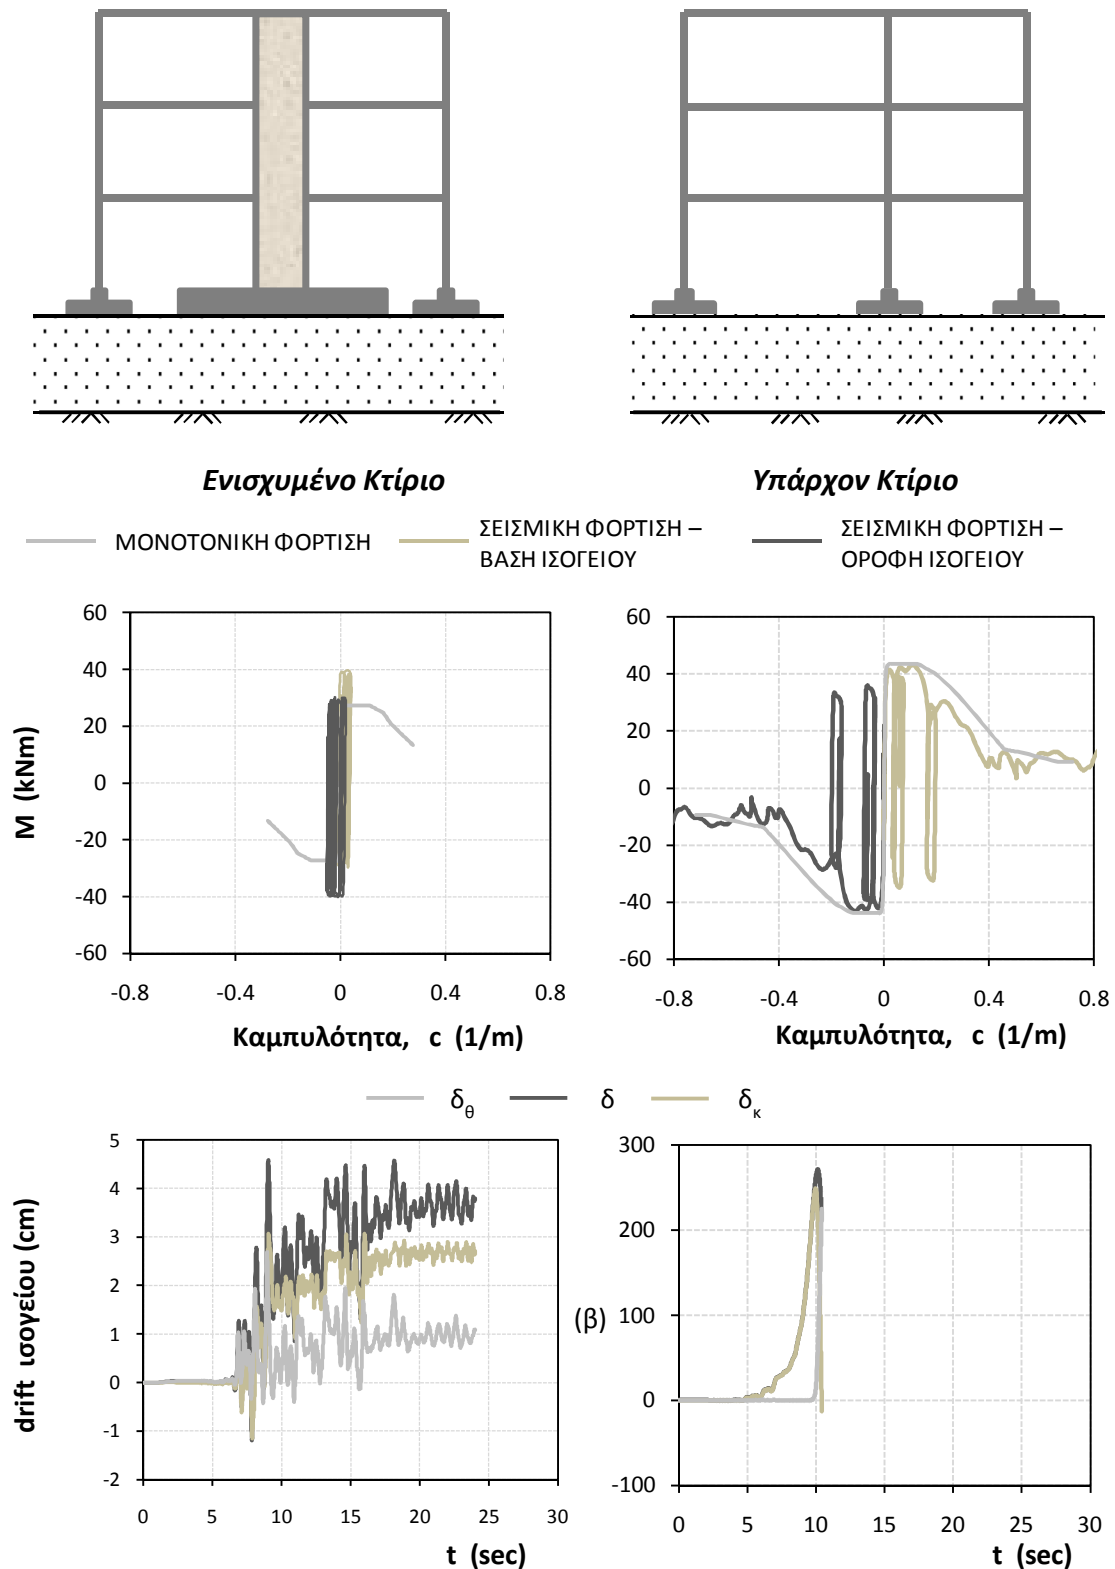 Ενισχυμένο Κτίριο
Υπάρχον Κτίριο
ΜΟΝΟΤΟΝΙΚΗ ΦΟΡΤΙΣΗ
ΣΕΙΣΜΙΚΗ ΦΟΡΤΙΣΗ –
ΒΑΣΗ ΙΣΟΓΕΙΟΥ
ΣΕΙΣΜΙΚΗ ΦΟΡΤΙΣΗ –
ΟΡΟΦΗ ΙΣΟΓΕΙΟΥ
M (kNm)
60
40
20
0
-20
-40
-60
-0.8 -0.4 0 0.4 0.8
Καμπυλότητα, c (1/m)
60
40
20
0
-20
-40
-60
-0.8 -0.4 0 0.4 0.8
Καμπυλότητα, c (1/m)
δθ δ δκ
drift ισογείου (cm)
5
4
3
2
1
0
-1
-2
0 5 10 15 20 25 30
t (sec)
(β)
300
200
100
0
-100
0 5 10 15 20 25 30
t (sec)